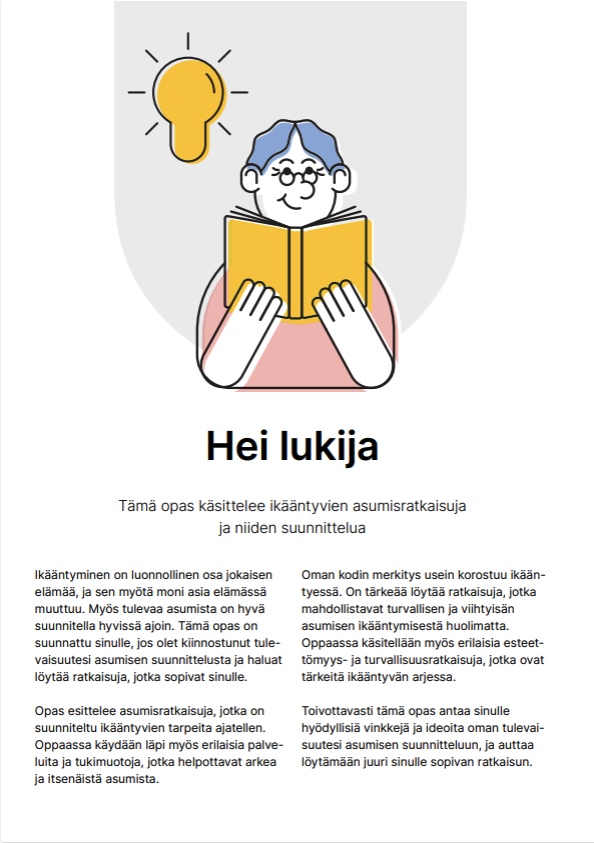 Hei lukija
Tämä opas käsittelee ikääntyvien asumisratkaisuja
ja niiden suunnittelua
Ikääntyminen on luonnollinen osa jokaisen
elämää, ja sen myötä moni asia elämässä
muuttuu. Myös tulevaa asumista on hyvä
suunnitella hyvissä ajoin. Tämä opas on
suunnattu sinulle, jos olet kiinnostunut tule-
vaisuutesi asumisen suunnittelusta ja haluat
löytää ratkaisuja, jotka sopivat sinulle.
Opas esittelee asumisratkaisuja, jotka on
suunniteltu ikääntyvien tarpeita ajatellen.
Oppaassa käydään läpi myös erilaisia palve-
luita ja tukimuotoja, jotka helpottavat arkea
ja itsenäistä asumista.
Oman kodin merkitys usein korostuu ikään-
tyessä. On tärkeää löytää ratkaisuja, jotka
mahdollistavat turvallisen ja viihtyisän
asumisen ikääntymisestä huolimatta.
Oppaassa käsitellään myös erilaisia esteet-
tömyys- ja turvallisuusratkaisuja, jotka ovat
tärkeitä ikääntyvän arjessa.
Toivottavasti tämä opas antaa sinulle
hyödyllisiä vinkkejä ja ideoita oman tulevai-
suutesi asumisen suunnitteluun, ja auttaa
löytämään juuri sinulle sopivan ratkaisun.